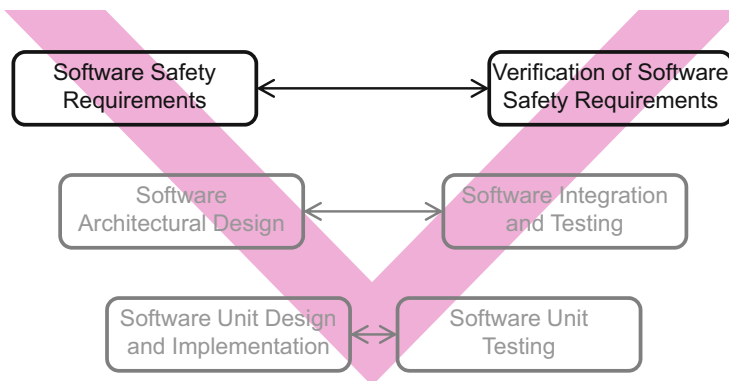 Software Safety
Requirements
Verification of Software
Safety Requirements
Software
Architectural Design
Software Integration
and Testing
Software Unit Design
and Implementation
Software Unit
Testing